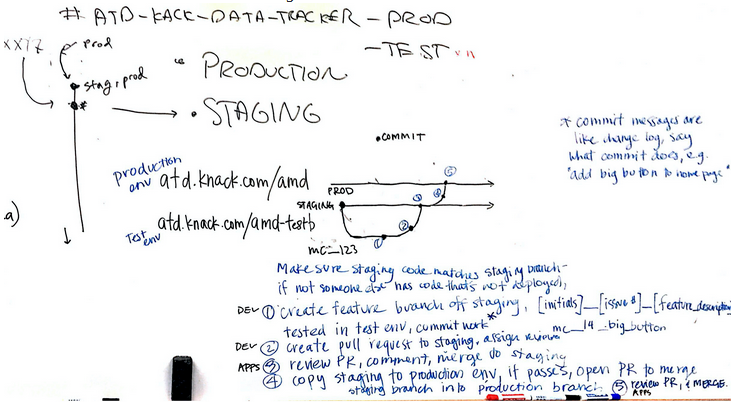 # ATD-KACK-DATA-TRACKER-PROD
-TEST
XXTZ
prod
stag, prod
PRODUCTION
*
STAGING
COMMIT
* commit messages are
like change log, say
what commit does, e.g.
"add big button to home page"
production
env
atd.knack.com/amd
PROD
STAGING
a)
atd.knack.com/amd-testb
Test
env
mc_123
1
2
3
4
5
Make sure staging code matches staging branch-
if not someone else has code that's not deployed,
DEV 1 create feature branch off staging, [initials]_[issue #]_[feature_description]
tested in test env, commit work* mc_14_big_button
DEV 2 create pull request to staging, assign reviewer
APPS 3 review PR, comment, merge to staging
4 copy staging to production env, if passes, open PR to merge
staging branch into production branch 5 review PR, & MERGE.
APPS